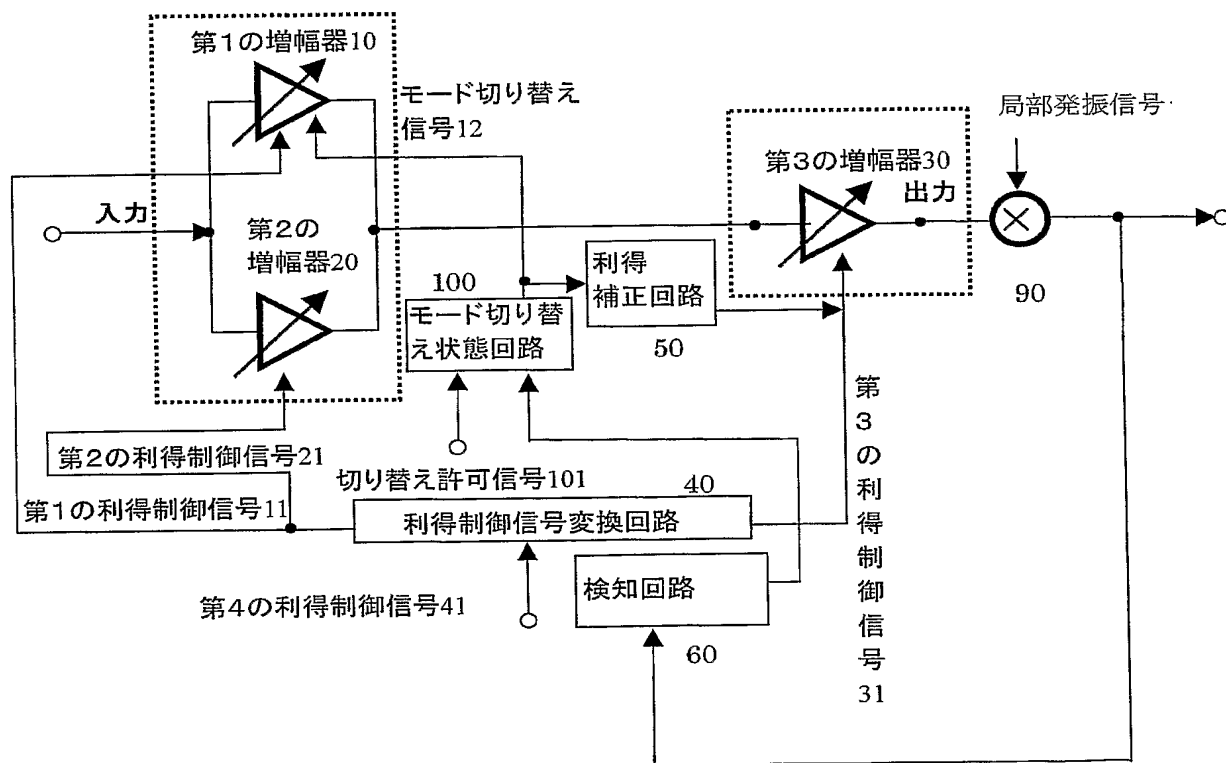 第1の増幅器10
モード切り替え
信号12
局部発振信号
第3の増幅器30
出力
入力
第2の
増幅器20
100
利得
補正回路
90
モード切り替
え状態回路
50
第3の利得制御信号
31
第2の利得制御信号21
切り替え許可信号101
40
第1の利得制御信号11
利得制御信号変換回路
検知回路
第4の利得制御信号41
60